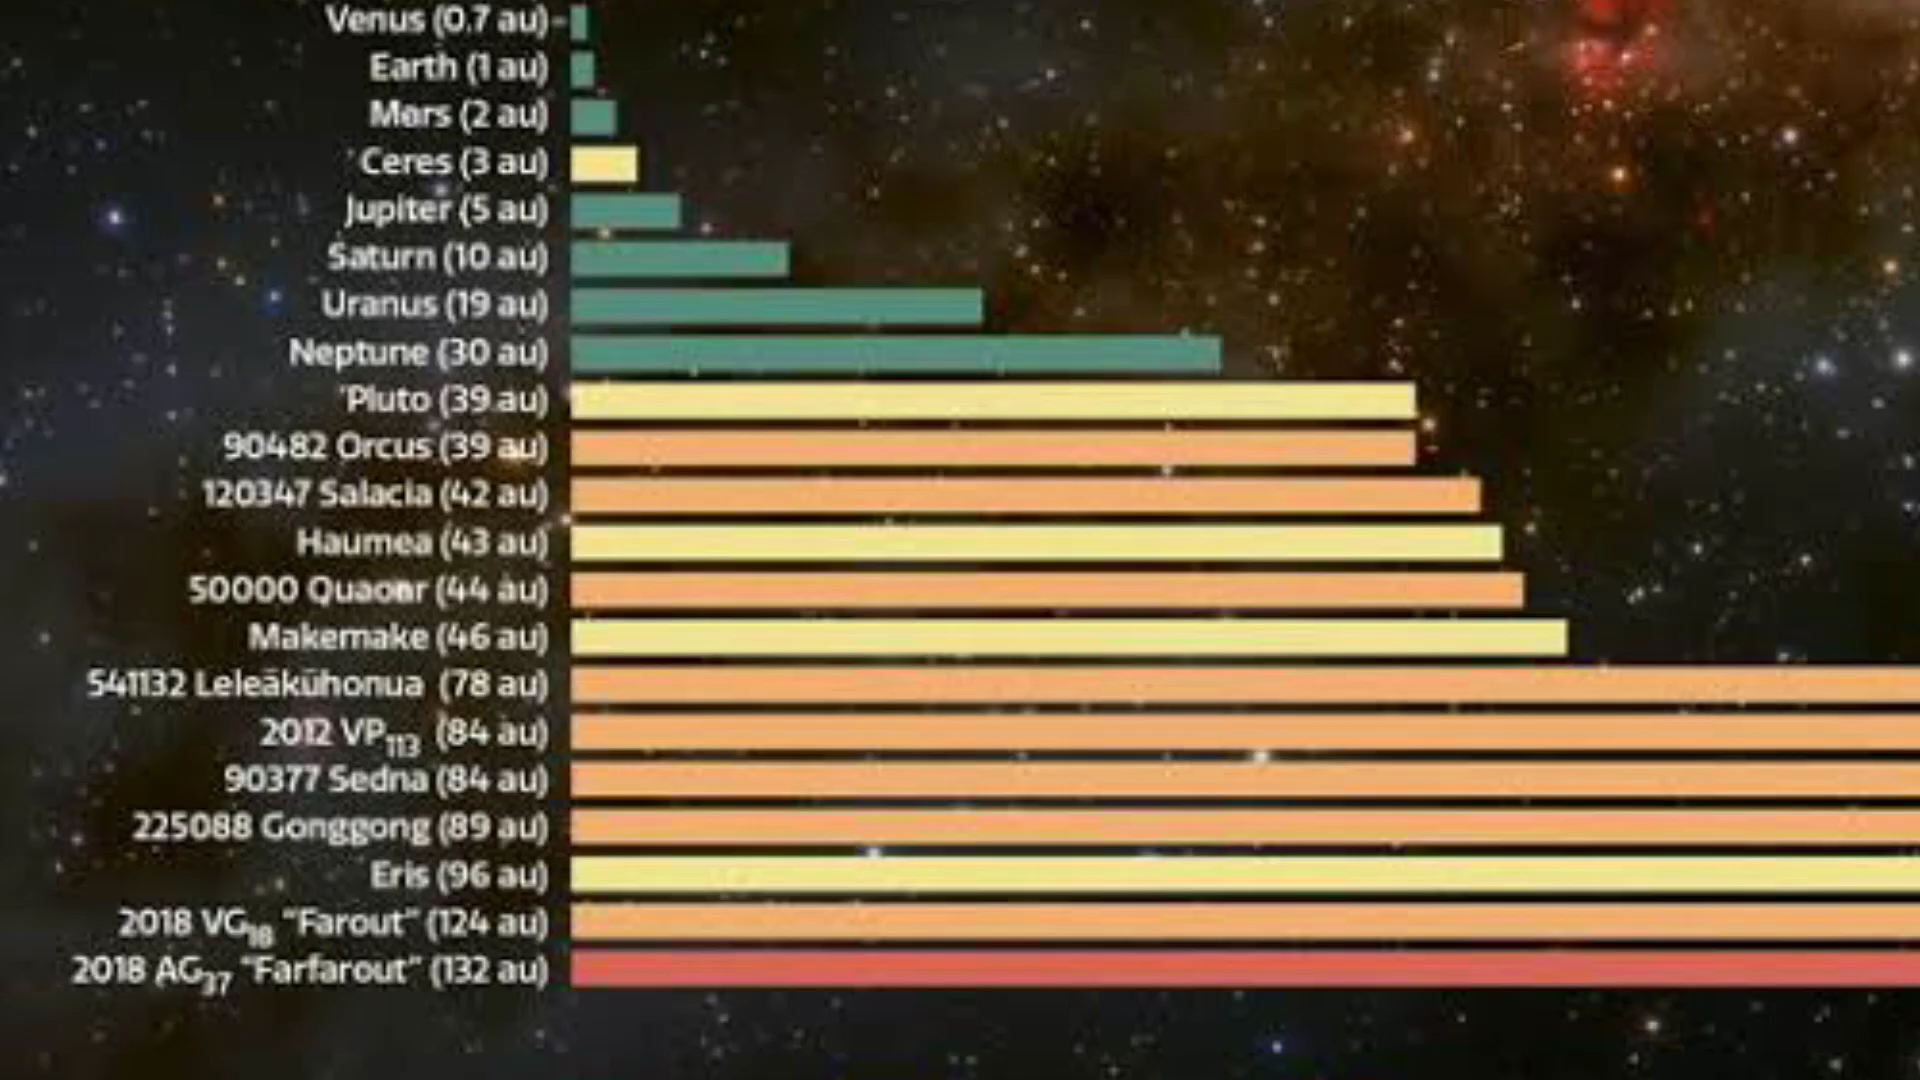 Venus (0.7 au)
Earth (1 au)
Mars (2 au)
Ceres (3 au)
Jupiter (5 au)
Saturn (10 au)
Uranus (19 au)
Neptune (30 au)
Pluto (39 au)
90482 Orcus (39 au)
120347 Salacia (42 au)
Haumea (43 au)
50000 Quaoar (44 au)
Makemake (46 au)
541132 Leleākūhonua (78 au)
2012 VP113 (84 au)
90377 Sedna (84 au)
225088 Gonggong (89 au)
Eris (96 au)
2018 VG18 “Farout” (124 au)
2018 AG37 “Farfarout” (132 au)